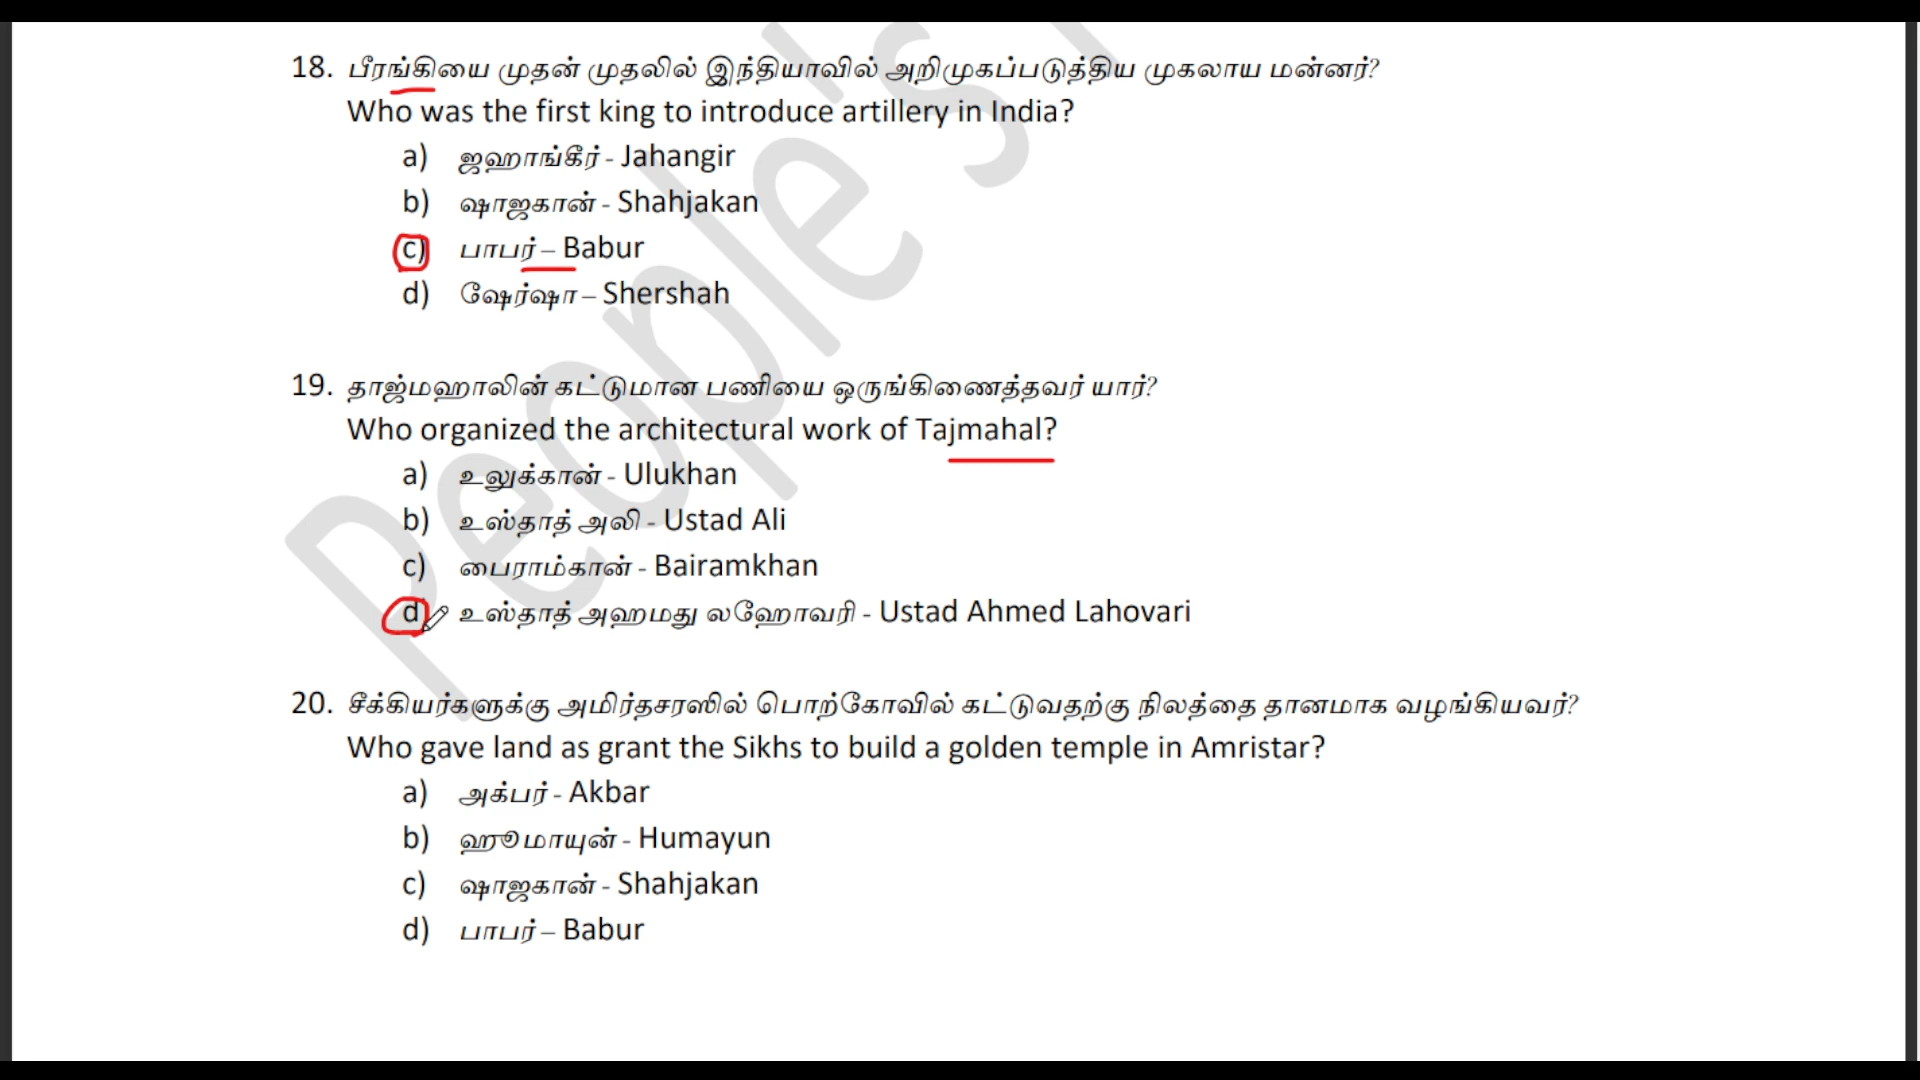 People's
18. பீரங்கியை முதன் முதலில் இந்தியாவில் அறிமுகப்படுத்திய முகலாய மன்னர்?
Who was the first king to introduce artillery in India?
a) ஜஹாங்கீர் - Jahangir
b) ஷாஜகான் - Shahjakan
c) பாபர் – Babur
d) ஷேர்ஷா – Shershah
19. தாஜ்மஹாலின் கட்டுமான பணியை ஒருங்கிணைத்தவர் யார்?
Who organized the architectural work of Tajmahal?
a) உலுக்கான் - Ulukhan
b) உஸ்தாத் அலி - Ustad Ali
c) பைராம்கான் - Bairamkhan
d) உஸ்தாத் அஹமது லஹோவரி - Ustad Ahmed Lahovari
20. சீக்கியர்களுக்கு அமிர்தசரஸில் பொற்கோவில் கட்டுவதற்கு நிலத்தை தானமாக வழங்கியவர்?
Who gave land as grant the Sikhs to build a golden temple in Amristar?
a) அக்பர் - Akbar
b) ஹூமாயுன் - Humayun
c) ஷாஜகான் - Shahjakan
d) பாபர் – Babur